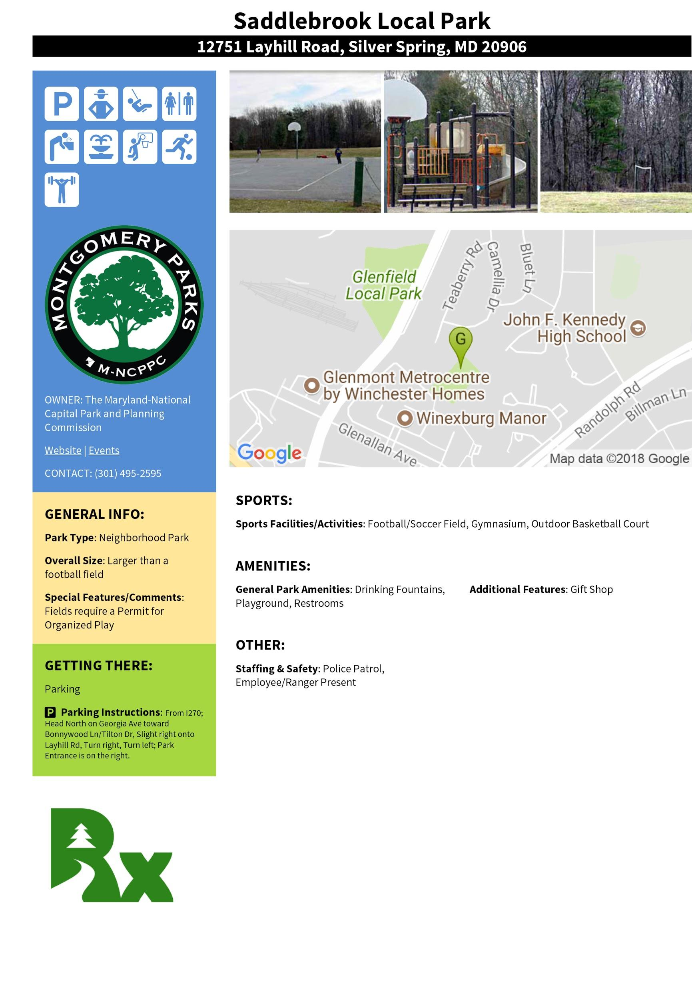 Saddlebrook Local Park
12751 Layhill Road, Silver Spring, MD 20906
P
MONTGOMERY PARKS
M-NCPPC
OWNER: The Maryland-National
Capital Park and Planning
Commission
Website | Events
CONTACT: (301) 495-2595
GENERAL INFO:
Park Type: Neighborhood Park
Overall Size: Larger than a
football field
Special Features/Comments:
Fields require a Permit for
Organized Play
GETTING THERE:
Parking
P Parking Instructions: From I270;
Head North on Georgia Ave toward
Bonnywood Ln/Tilton Dr, Slight right onto
Layhill Rd, Turn right, Turn left; Park
Entrance is on the right.
Rx
Glenfield
Local Park
Teaberry Rd
Camellia Dr
Bluet Ln
John F. Kennedy
High School
G
Glenmont Metrocentre
by Winchester Homes
Winexburg Manor
Glenallan Ave
Randolph Rd
Billman Ln
Google
Map data ©2018 Google
SPORTS:
Sports Facilities/Activities: Football/Soccer Field, Gymnasium, Outdoor Basketball Court
AMENITIES:
General Park Amenities: Drinking Fountains,
Playground, Restrooms
Additional Features: Gift Shop
OTHER:
Staffing & Safety: Police Patrol,
Employee/Ranger Present